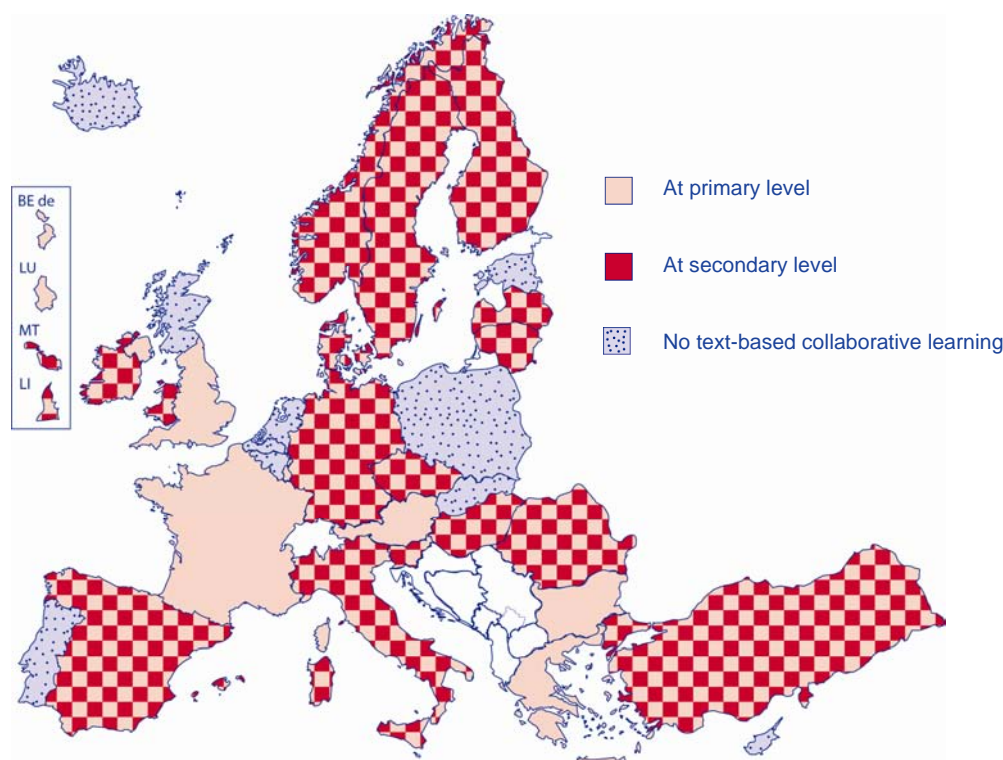 BE de
LU
MT
LI
At primary level
At secondary level
No text-based collaborative learning